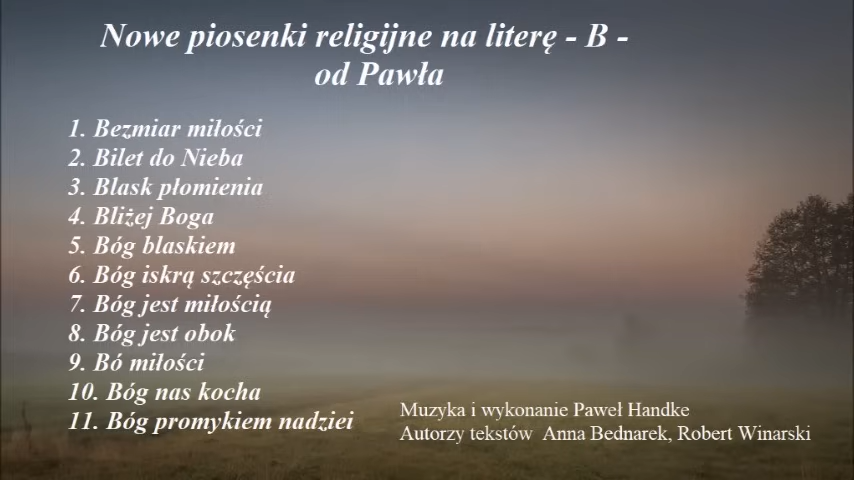 Nowe piosenki religijne na literę - B -
od Pawła
1. Bezmiar miłości
2. Bilet do Nieba
3. Blask płomienia
4. Bliżej Boga
5. Bóg blaskiem
6. Bóg iskrą szczęścia
7. Bóg jest miłością
8. Bóg jest obok
9. Bó miłości
10. Bóg nas kocha
11. Bóg promykiem nadziei
Muzyka i wykonanie Paweł Handke
Autorzy tekstów Anna Bednarek, Robert Winarski